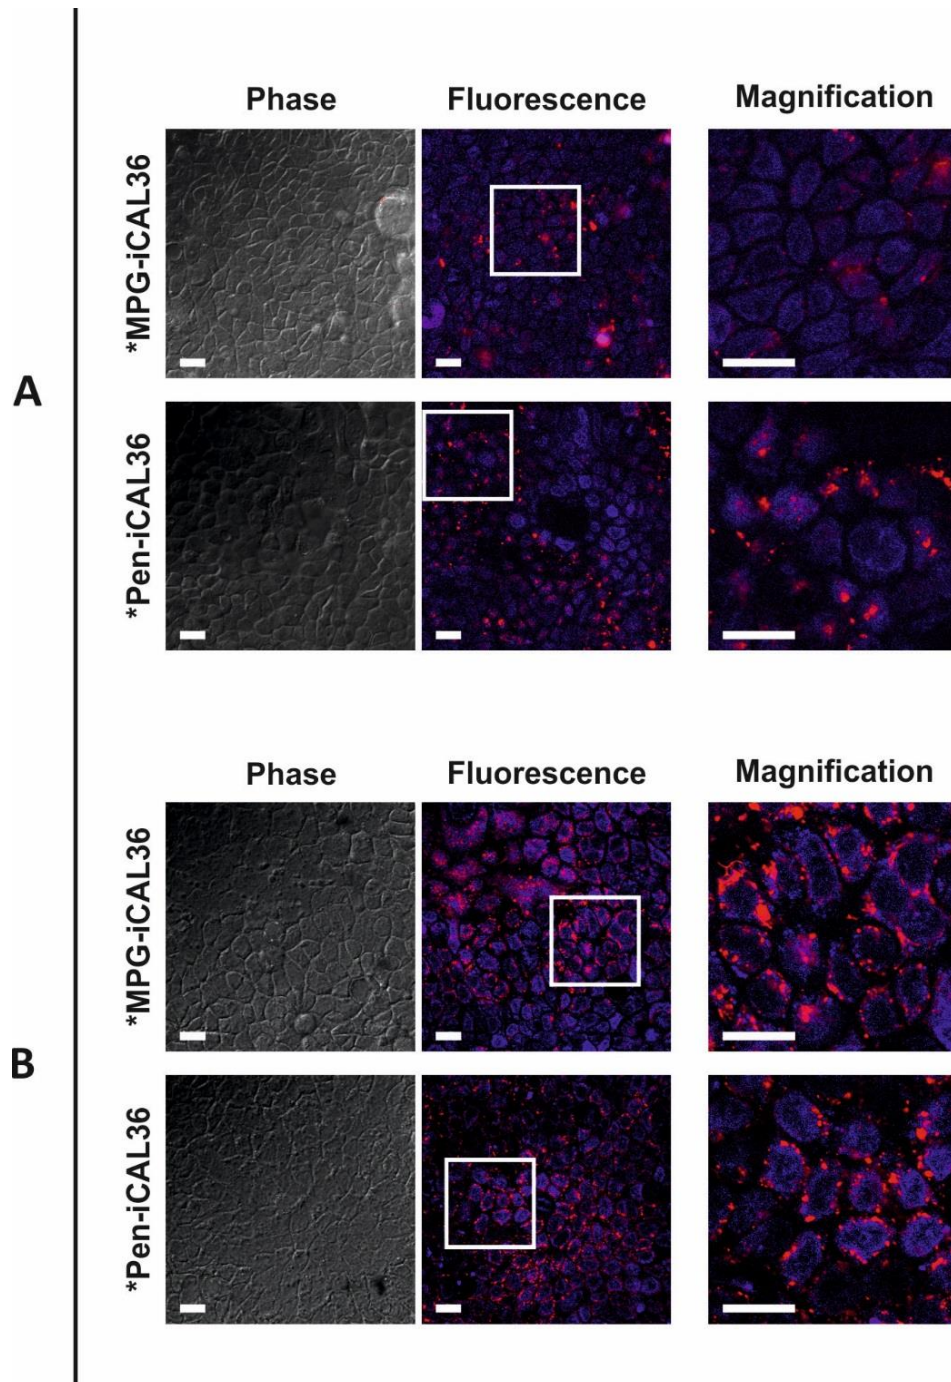 A
Phase Fluorescence Magnification
*MPG-iCAL36
*Pen-iCAL36
B
Phase Fluorescence Magnification
*MPG-iCAL36
*Pen-iCAL36